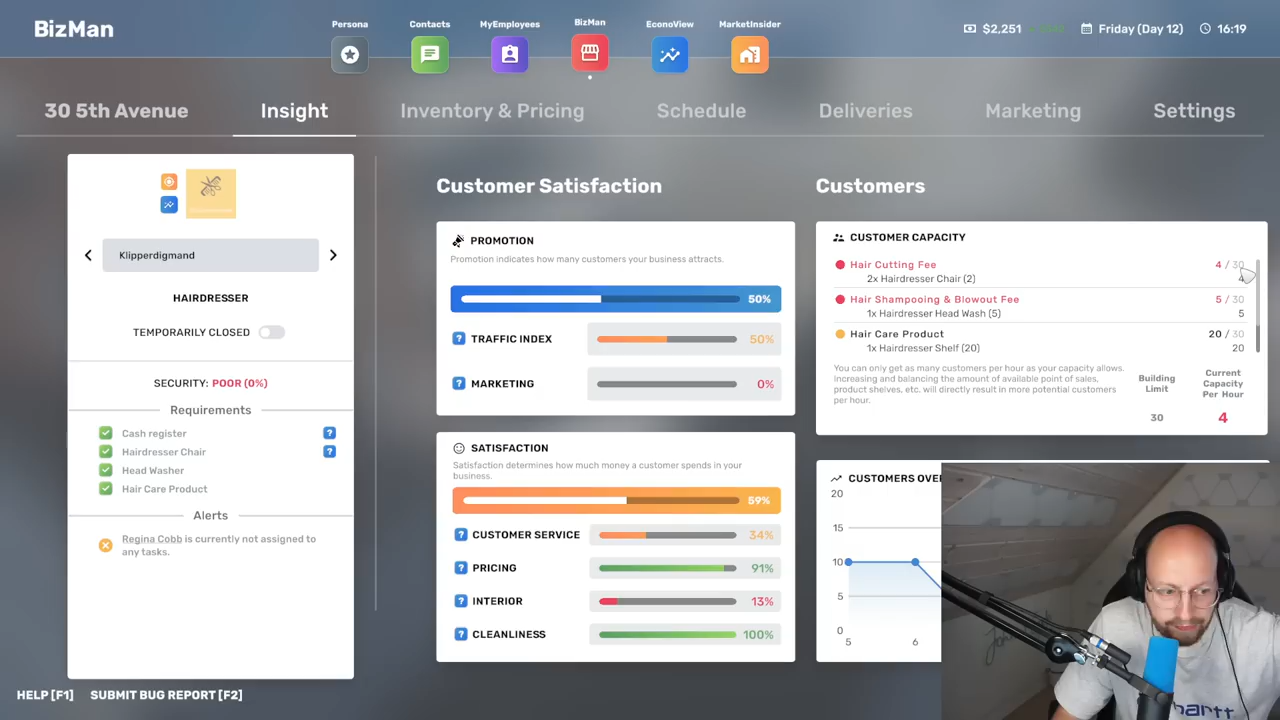 BizMan
Persona
Contacts
MyEmployees
BizMan
EconoView
MarketInsider
$2,251
Friday (Day 12)
16:19
30 5th Avenue
Insight
Inventory & Pricing
Schedule
Deliveries
Marketing
Settings
Klipperdigmand
HAIRDRESSER
TEMPORARILY CLOSED
SECURITY: POOR (0%)
Requirements
Cash register ?
Hairdresser Chair ?
Head Washer
Hair Care Product
Alerts
Regina Cobb is currently not assigned to
any tasks.
Customer Satisfaction
PROMOTION
Promotion indicates how many customers your business attracts.
50%
? TRAFFIC INDEX 50%
? MARKETING 0%
SATISFACTION
Satisfaction determines how much money a customer spends in your
business.
59%
? CUSTOMER SERVICE 34%
? PRICING 91%
? INTERIOR 13%
? CLEANLINESS 100%
Customers
CUSTOMER CAPACITY
Hair Cutting Fee 4 / 30
2x Hairdresser Chair (2) 4
Hair Shampooing & Blowout Fee 5 / 30
1x Hairdresser Head Wash (5) 5
Hair Care Product 20 / 30
1x Hairdresser Shelf (20) 20
You can only get as many customers per hour as your capacity allows.
Increasing and balancing the amount of available point of sales,
product shelves, etc. will directly result in more potential customers
per hour.
Building
Limit
30
Current
Capacity
Per Hour
4
CUSTOMERS
20
15
10
5
0
5 6
HELP [F1]
SUBMIT BUG REPORT [F2]